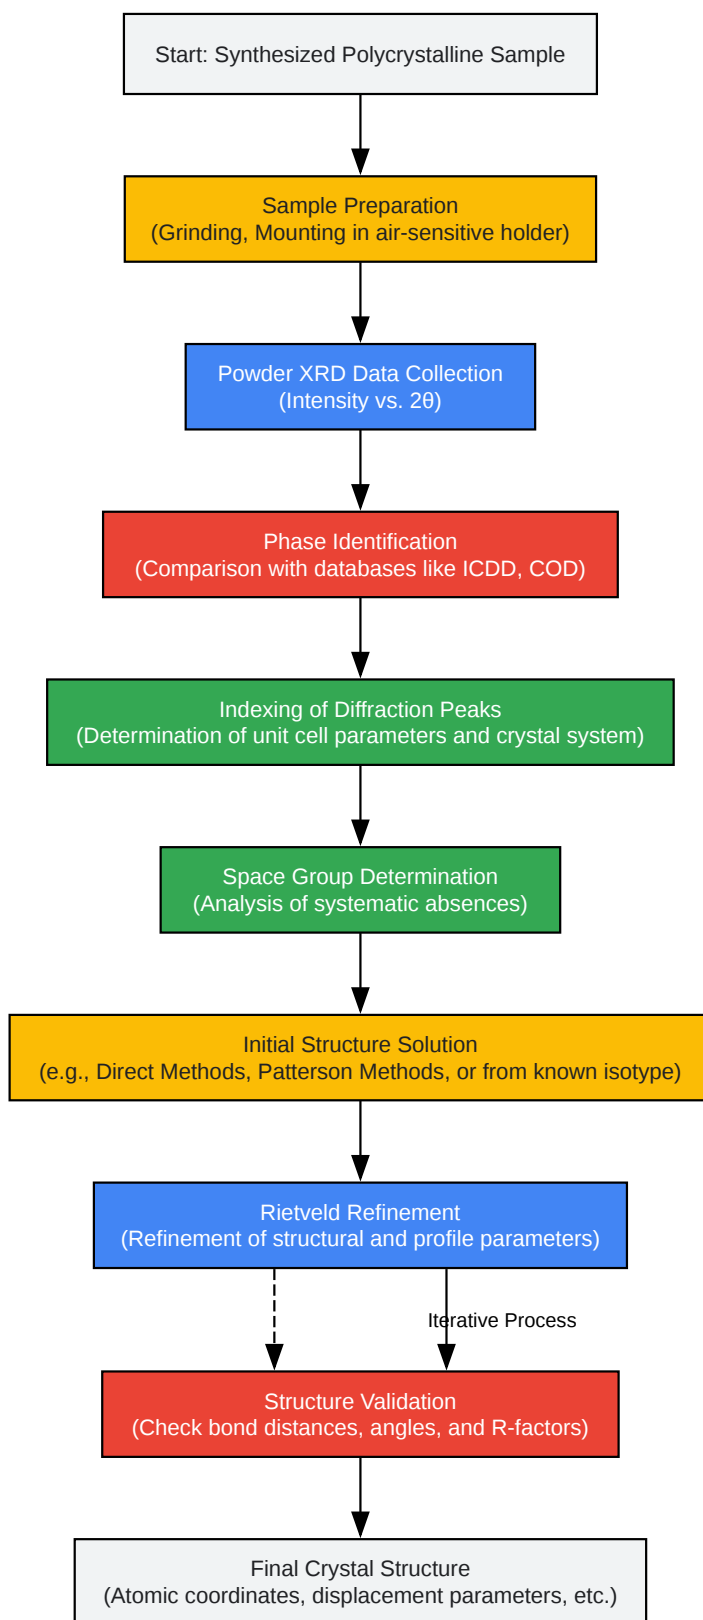 Start: Synthesized Polycrystalline Sample
Sample Preparation
(Grinding, Mounting in air-sensitive holder)
Powder XRD Data Collection
(Intensity vs. 2θ)
Phase Identification
(Comparison with databases like ICDD, COD)
Indexing of Diffraction Peaks
(Determination of unit cell parameters and crystal system)
Space Group Determination
(Analysis of systematic absences)
Initial Structure Solution
(e.g., Direct Methods, Patterson Methods, or from known isotype)
Rietveld Refinement
(Refinement of structural and profile parameters)
Iterative Process
Structure Validation
(Check bond distances, angles, and R-factors)
Final Crystal Structure
(Atomic coordinates, displacement parameters, etc.)